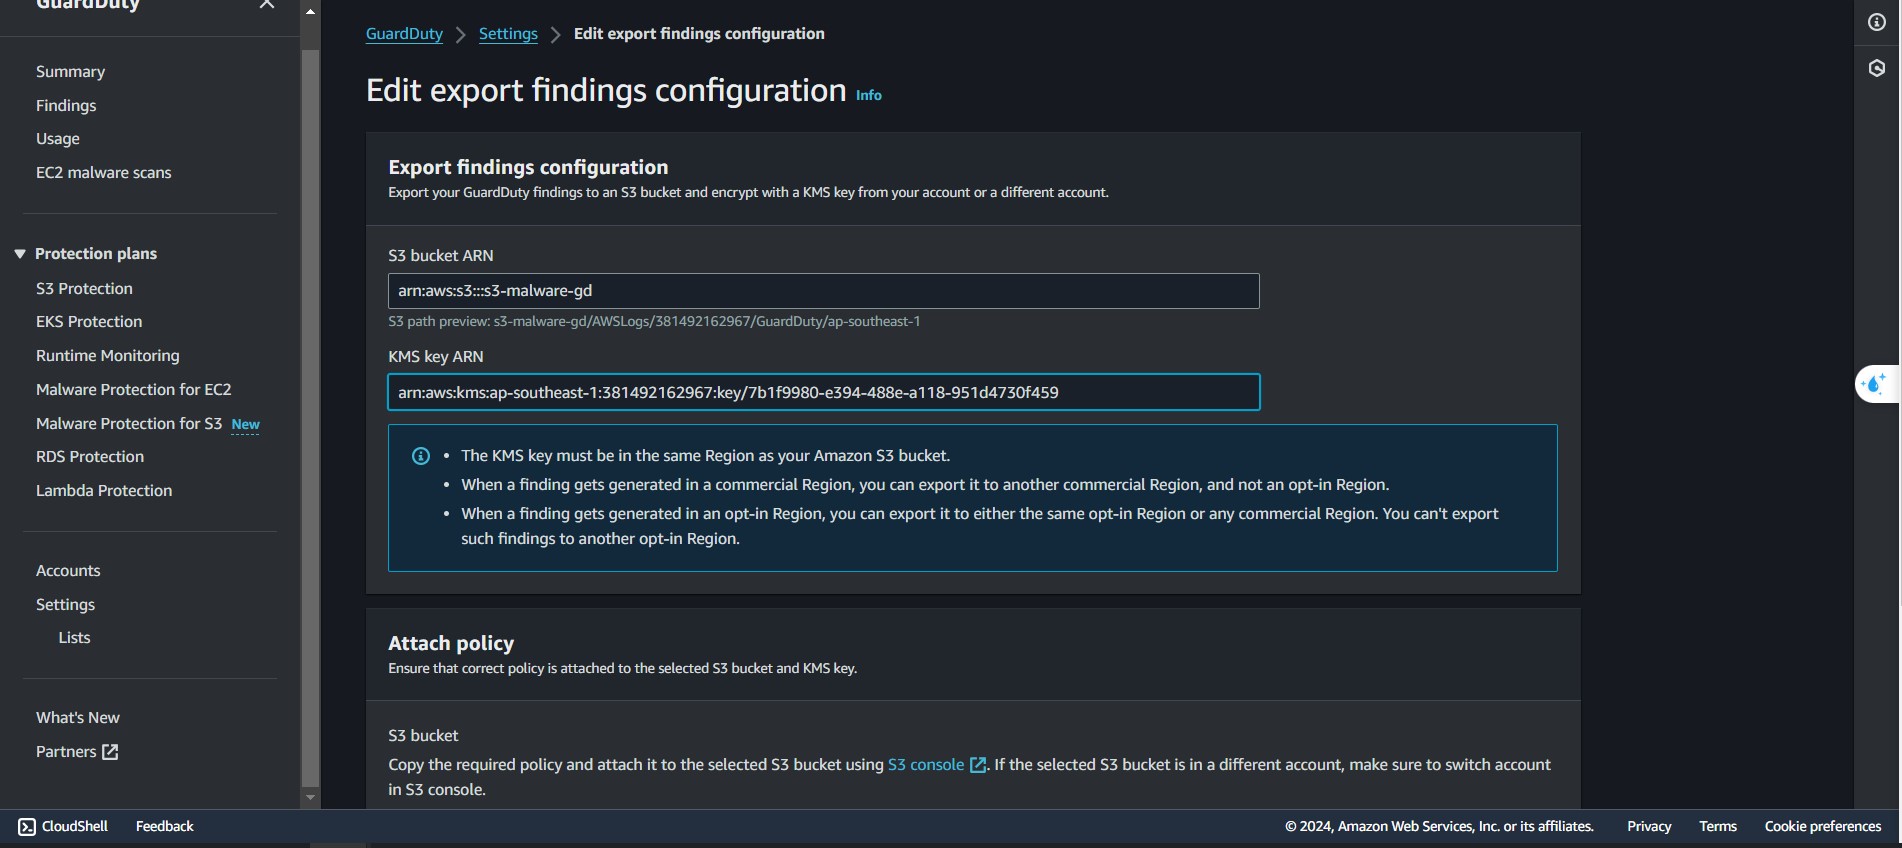 GuardDuty
Summary
Findings
Usage
EC2 malware scans
Protection plans
S3 Protection
EKS Protection
Runtime Monitoring
Malware Protection for EC2
Malware Protection for S3 New
RDS Protection
Lambda Protection
Accounts
Settings
Lists
What's New
Partners
GuardDuty > Settings > Edit export findings configuration
Edit export findings configuration Info
Export findings configuration
Export your GuardDuty findings to an S3 bucket and encrypt with a KMS key from your account or a different account.
S3 bucket ARN
arn:aws:s3:::s3-malware-gd
S3 path preview: s3-malware-gd/AWSLogs/381492162967/GuardDuty/ap-southeast-1
KMS key ARN
arn:aws:kms:ap-southeast-1:381492162967:key/7b1f9980-e394-488e-a118-951d4730f459
• The KMS key must be in the same Region as your Amazon S3 bucket.
• When a finding gets generated in a commercial Region, you can export it to another commercial Region, and not an opt-in Region.
• When a finding gets generated in an opt-in Region, you can export it to either the same opt-in Region or any commercial Region. You can't export
such findings to another opt-in Region.
Attach policy
Ensure that correct policy is attached to the selected S3 bucket and KMS key.
S3 bucket
Copy the required policy and attach it to the selected S3 bucket using S3 console. If the selected S3 bucket is in a different account, make sure to switch account
in S3 console.
CloudShell Feedback © 2024, Amazon Web Services, Inc. or its affiliates. Privacy Terms Cookie preferences